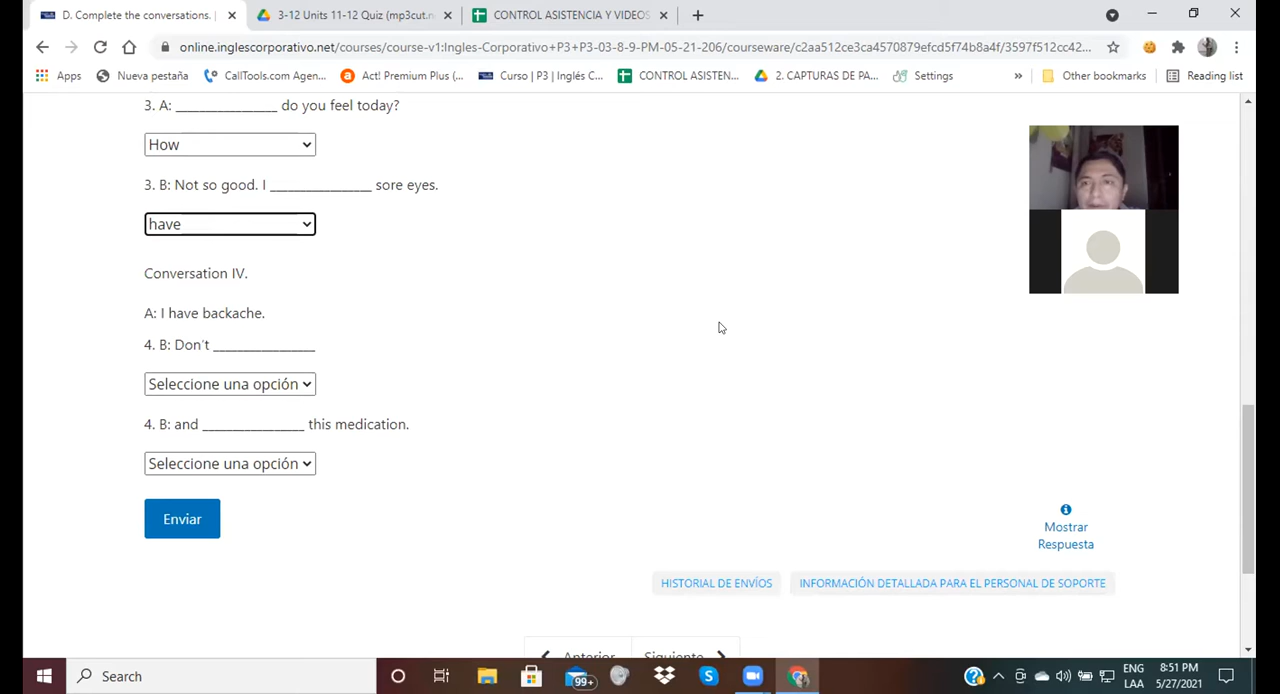 D. Complete the conversations. |
3-12 Units 11-12 Quiz (mp3cut.n
CONTROL ASISTENCIA Y VIDEOS
online.inglescorporativo.net/courses/course-v1:Ingles-Corporativo+P3+P3-03-8-9-PM-05-21-206/courseware/c2aa512ce3ca4570879efcd5f74b8a4f/3597f512cc42...
Apps Nueva pestaña CallTools.com Agen... Act! Premium Plus (... Curso | P3 | Inglés C... CONTROL ASISTEN... 2. CAPTURAS DE PA... Settings » Other bookmarks Reading list
3. A: ________________ do you feel today?
How
3. B: Not so good. I ________________ sore eyes.
have
Conversation IV.
A: I have backache.
4. B: Don't ________________
Seleccione una opción
4. B: and ________________ this medication.
Seleccione una opción
Enviar
Mostrar
Respuesta
HISTORIAL DE ENVÍOS INFORMACIÓN DETALLADA PARA EL PERSONAL DE SOPORTE
Anterior Siguiente
Search
99+
ENG
LAA
8:51 PM
5/27/2021